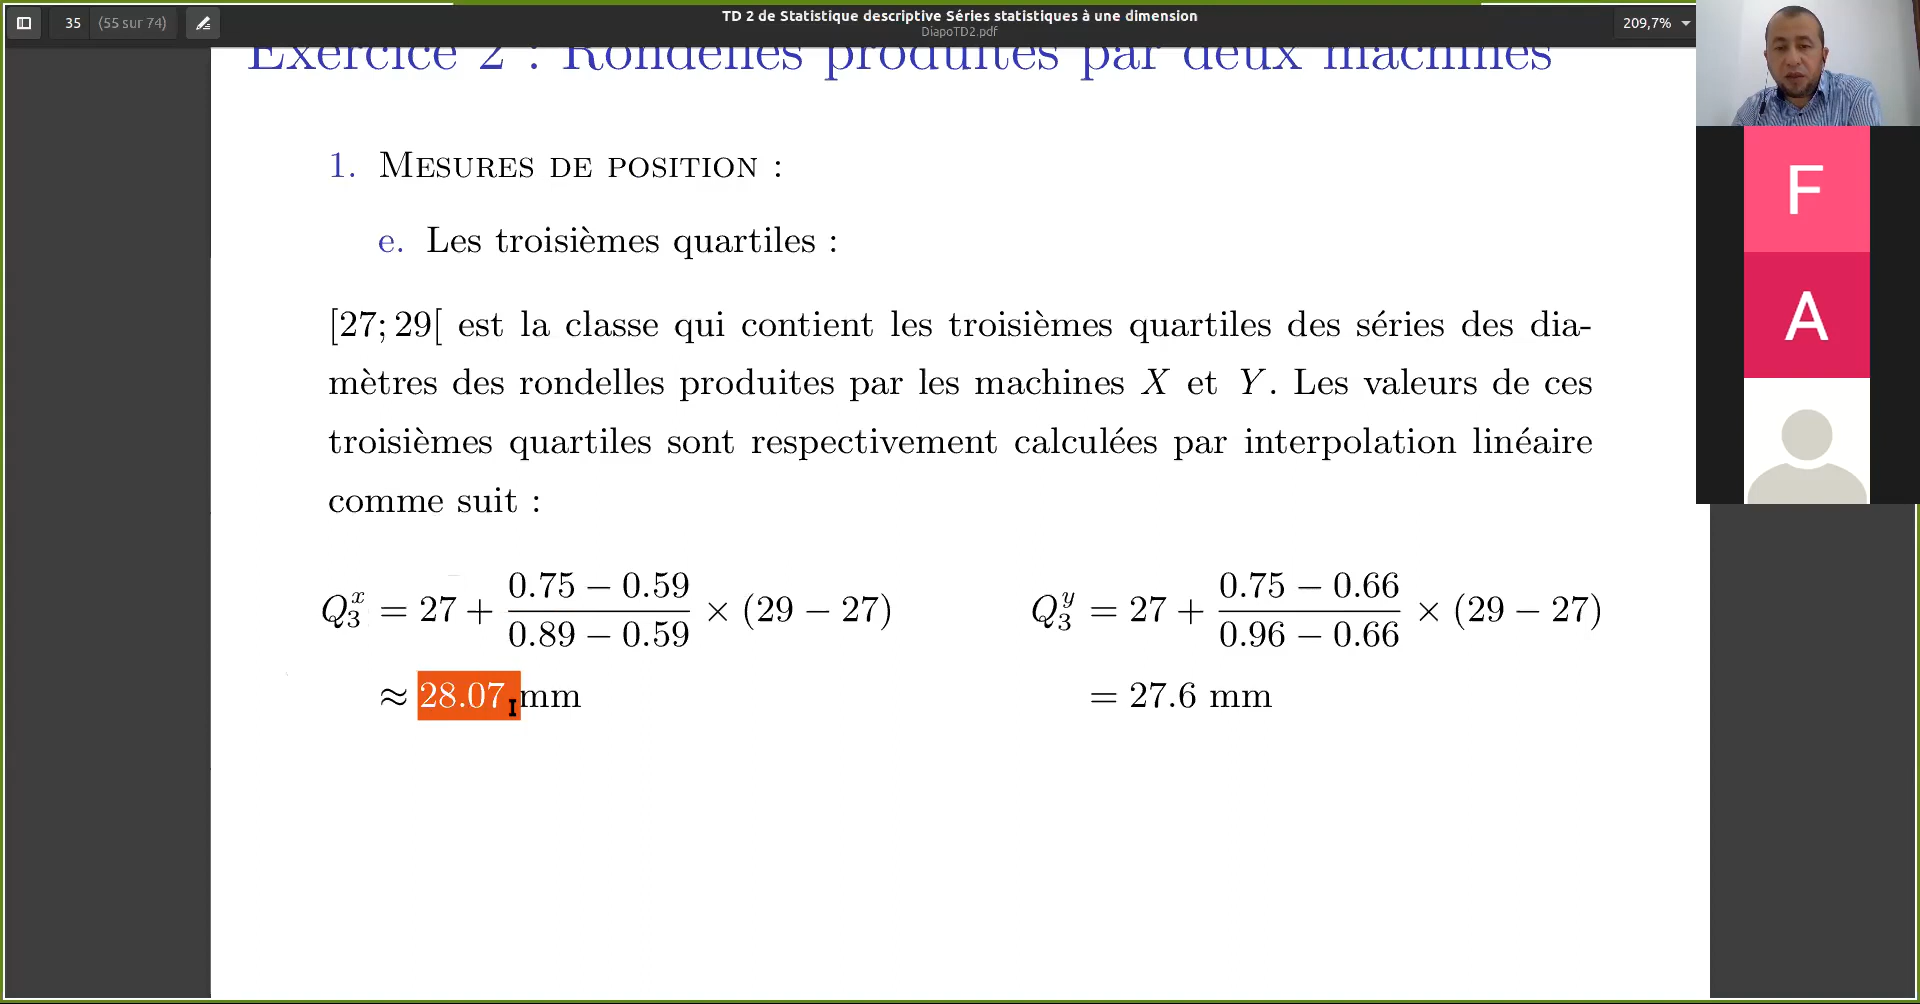 35 (55 sur 74)
TD 2 de Statistique descriptive Séries statistiques à une dimension
DiapoTD2.pdf
209,7%
Exercice 2 : Rondelles produites par deux machines
1. MESURES DE POSITION :
e. Les troisièmes quartiles :
[27; 29[ est la classe qui contient les troisièmes quartiles des séries des dia-
mètres des rondelles produites par les machines X et Y. Les valeurs de ces
troisièmes quartiles sont respectivement calculées par interpolation linéaire
comme suit :
Q_3^x = 27 + \frac{0.75 − 0.59}{0.89 − 0.59} × (29 − 27)
≈ 28.07 mm
Q_3^y = 27 + \frac{0.75 − 0.66}{0.96 − 0.66} × (29 − 27)
= 27.6 mm
F
A